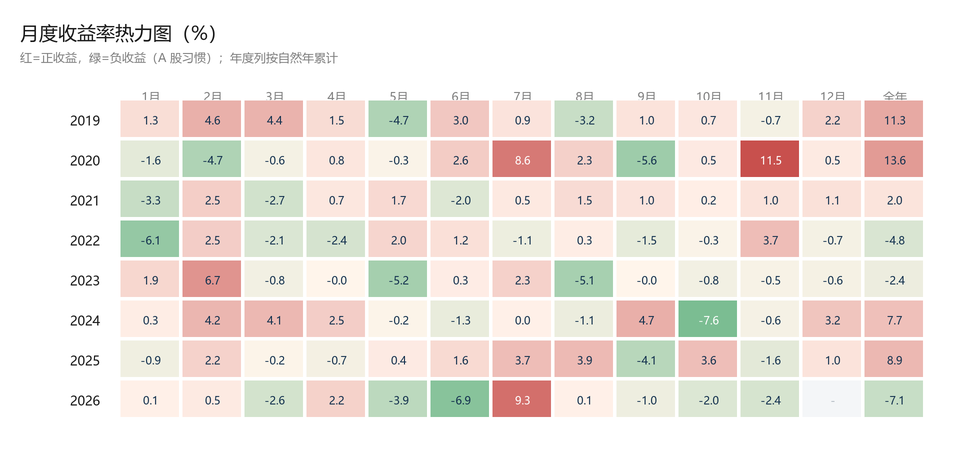 月度收益率热力图（%）
红=正收益，绿=负收益（A 股习惯）；年度列按自然年累计
1月 2月 3月 4月 5月 6月 7月 8月 9月 10月 11月 12月 全年
2019 1.3 4.6 4.4 1.5 -4.7 3.0 0.9 -3.2 1.0 0.7 -0.7 2.2 11.3
2020 -1.6 -4.7 -0.6 0.8 -0.3 2.6 8.6 2.3 -5.6 0.5 11.5 0.5 13.6
2021 -3.3 2.5 -2.7 0.7 1.7 -2.0 0.5 1.5 1.0 0.2 1.0 1.1 2.0
2022 -6.1 2.5 -2.1 -2.4 2.0 1.2 -1.1 0.3 -1.5 -0.3 3.7 -0.7 -4.8
2023 1.9 6.7 -0.8 -0.0 -5.2 0.3 2.3 -5.1 -0.0 -0.8 -0.5 -0.6 -2.4
2024 0.3 4.2 4.1 2.5 -0.2 -1.3 0.0 -1.1 4.7 -7.6 -0.6 3.2 7.7
2025 -0.9 2.2 -0.2 -0.7 0.4 1.6 3.7 3.9 -4.1 3.6 -1.6 1.0 8.9
2026 0.1 0.5 -2.6 2.2 -3.9 -6.9 9.3 0.1 -1.0 -2.0 -2.4 - -7.1